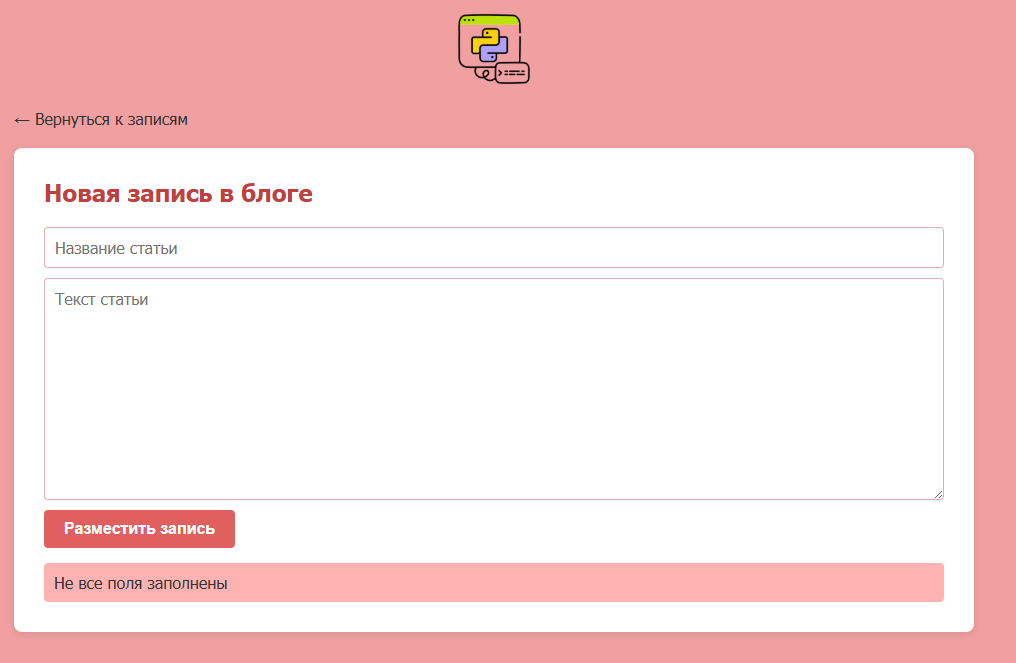 ← Вернуться к записям
Новая запись в блоге
Название статьи
Текст статьи
Разместить запись
Не все поля заполнены